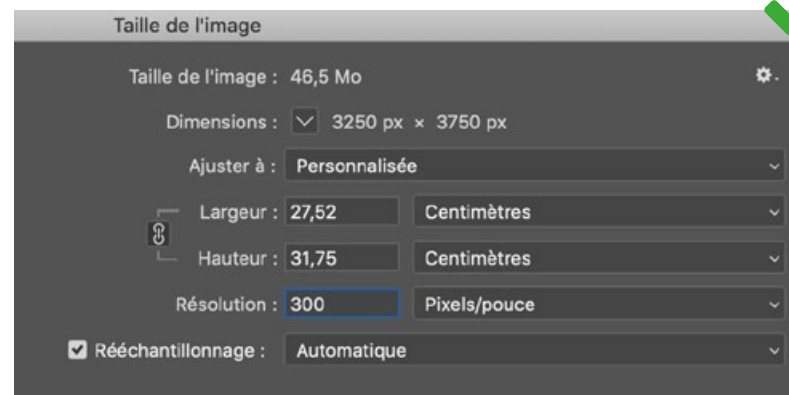 Taille de l'image
Taille de l'image : 46,5 Mo
Dimensions : 3250 px × 3750 px
Ajuster à : Personnalisée
Largeur : 27,52 Centimètres
Hauteur : 31,75 Centimètres
Résolution : 300 Pixels/pouce
Rééchantillonnage : Automatique